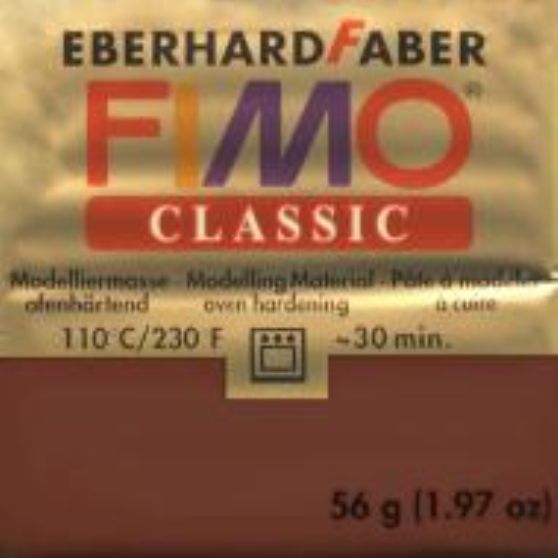 EBERHARDFABER
FIMO®
CLASSIC
Modelliermasse - Modelling Material - Pâte à modeler
ofenhärtend oven hardening à cuire
110°C/230 F ~30 min.
56 g (1.97 oz)